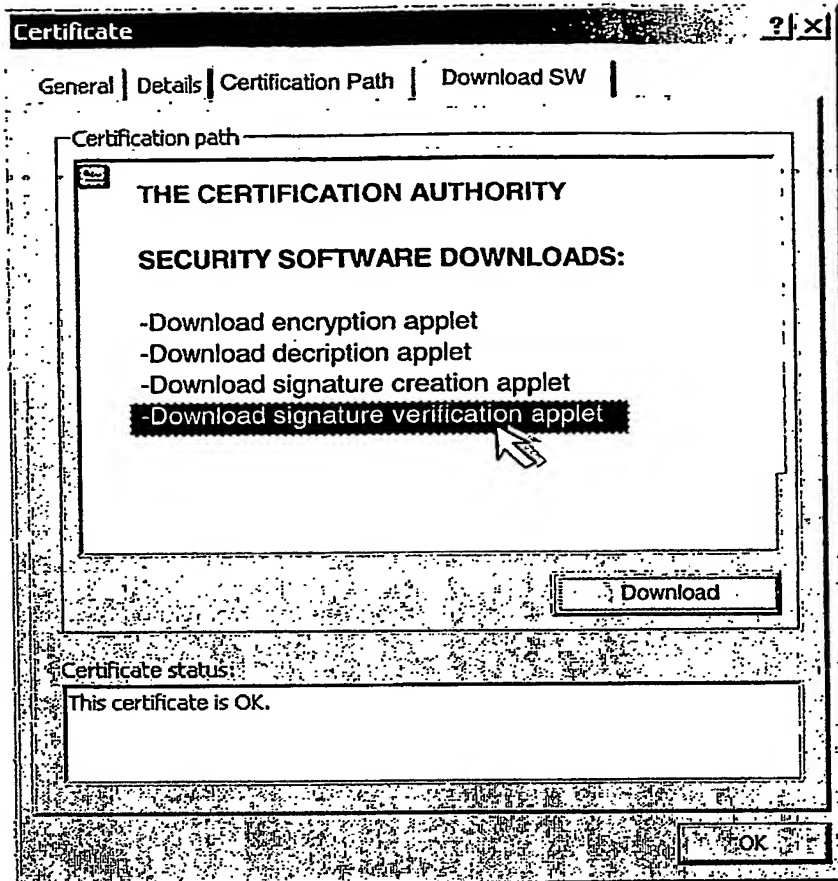 Certificate ? ×
General Details Certification Path Download SW
Certification path
THE CERTIFICATION AUTHORITY
SECURITY SOFTWARE DOWNLOADS:
-Download encryption applet
-Download decription applet
-Download signature creation applet
-Download signature verification applet
Download
Certificate status:
This certificate is OK.
OK